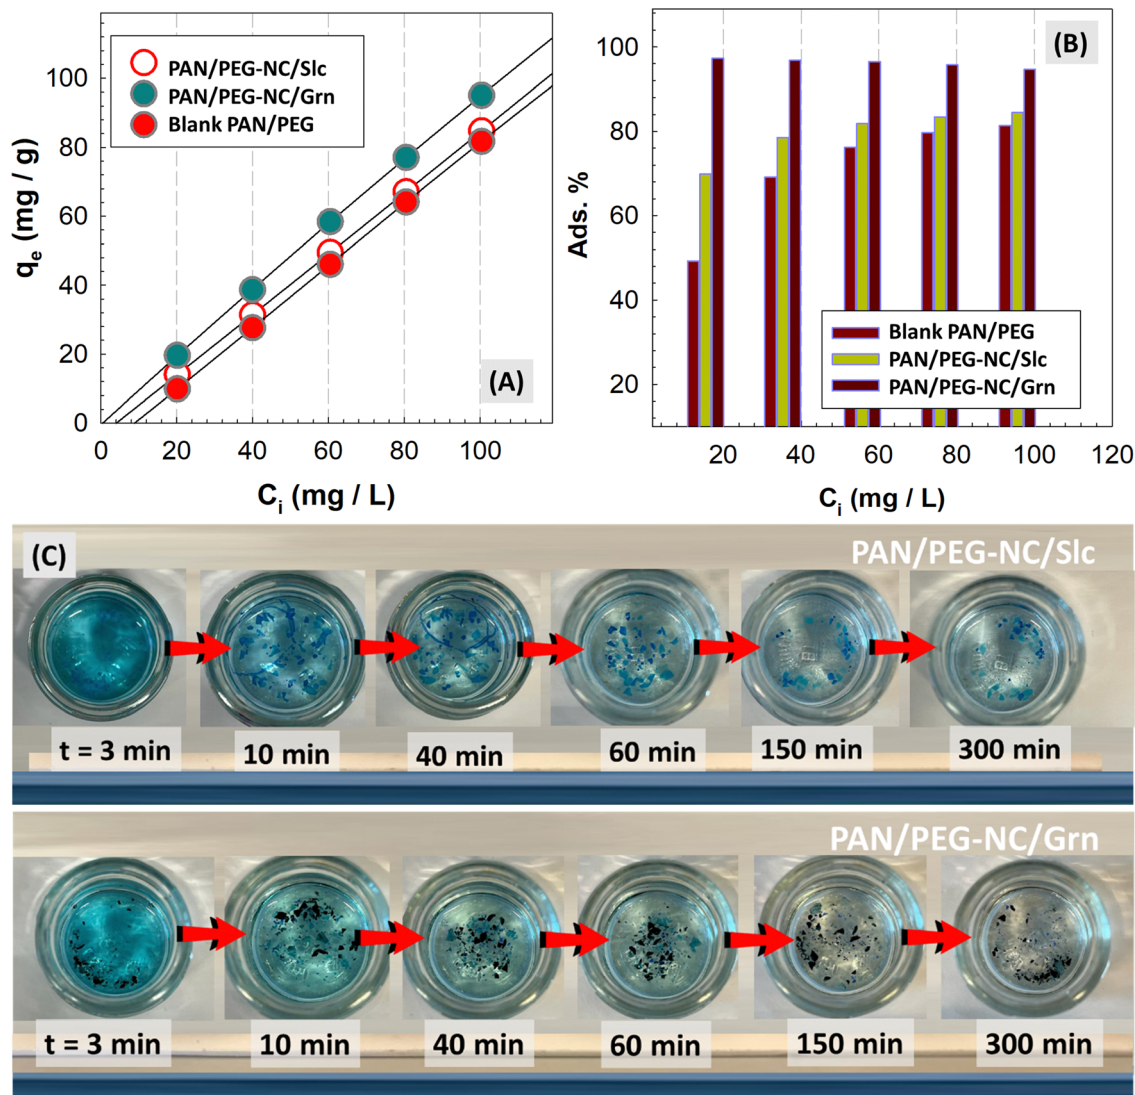 PAN/PEG-NC/Slc
PAN/PEG-NC/Grn
Blank PAN/PEG
100
80
60
40
20
0
qe (mg / g)
(A)
0 20 40 60 80 100
Ci (mg / L)
(B)
100
80
60
40
20
Ads. %
Blank PAN/PEG
PAN/PEG-NC/Slc
PAN/PEG-NC/Grn
20 40 60 80 100 120
Ci (mg / L)
(C)
PAN/PEG-NC/Slc
t = 3 min 10 min 40 min 60 min 150 min 300 min
PAN/PEG-NC/Grn
t = 3 min 10 min 40 min 60 min 150 min 300 min